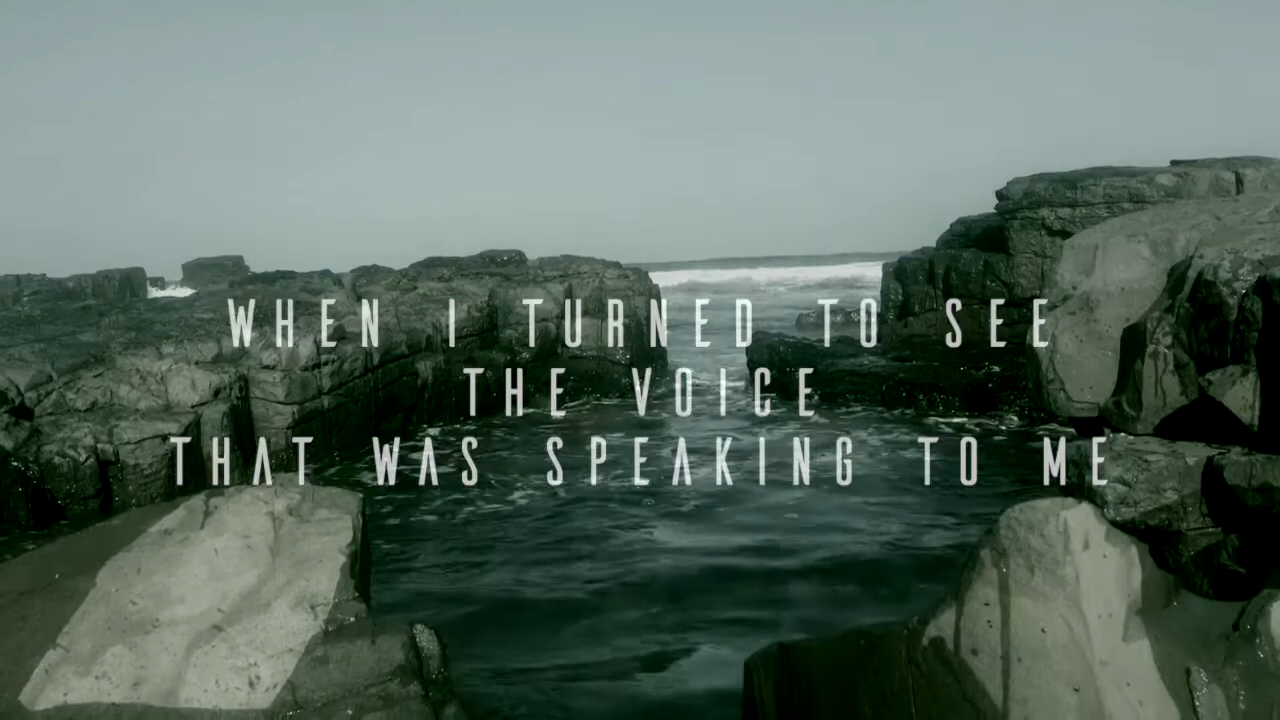 WHEN I TURNED TO SEE
THE VOICE
THAT WAS SPEAKING TO ME